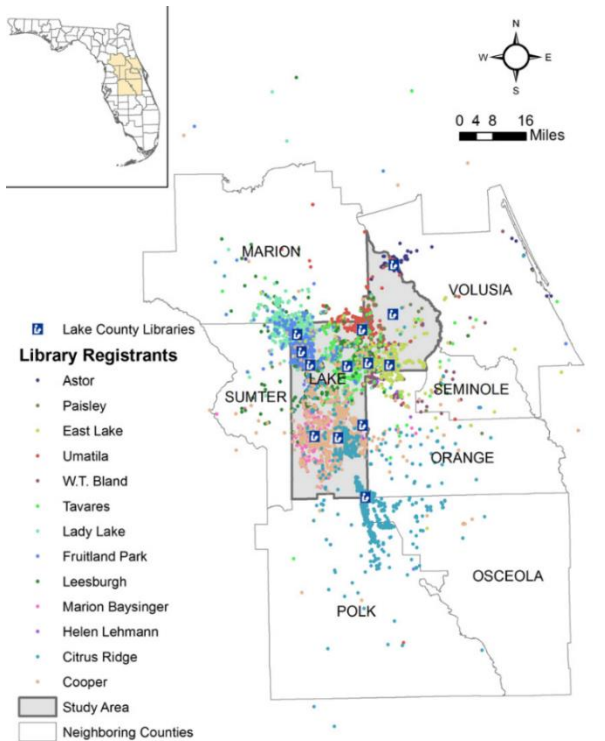 N
W E
S
0 4 8 16
Miles
MARION
VOLUSIA
Lake County Libraries
Library Registrants
Astor
Paisley
East Lake
Umatilla
W.T. Bland
Tavares
Lady Lake
Fruitland Park
Leesburgh
Marion Baysinger
Helen Lehmann
Citrus Ridge
Cooper
Study Area
Neighboring Counties
LAKE
SUMTER
SEMINOLE
ORANGE
OSCEOLA
POLK